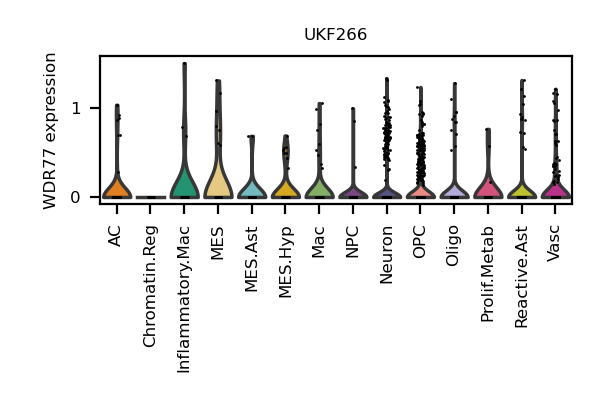 UKF266
WDR77 expression
1
0
AC
Chromatin.Reg
Inflammatory.Mac
MES
MES.Ast
MES.Hyp
Mac
NPC
Neuron
OPC
Oligo
Prolif.Metab
Reactive.Ast
Vasc